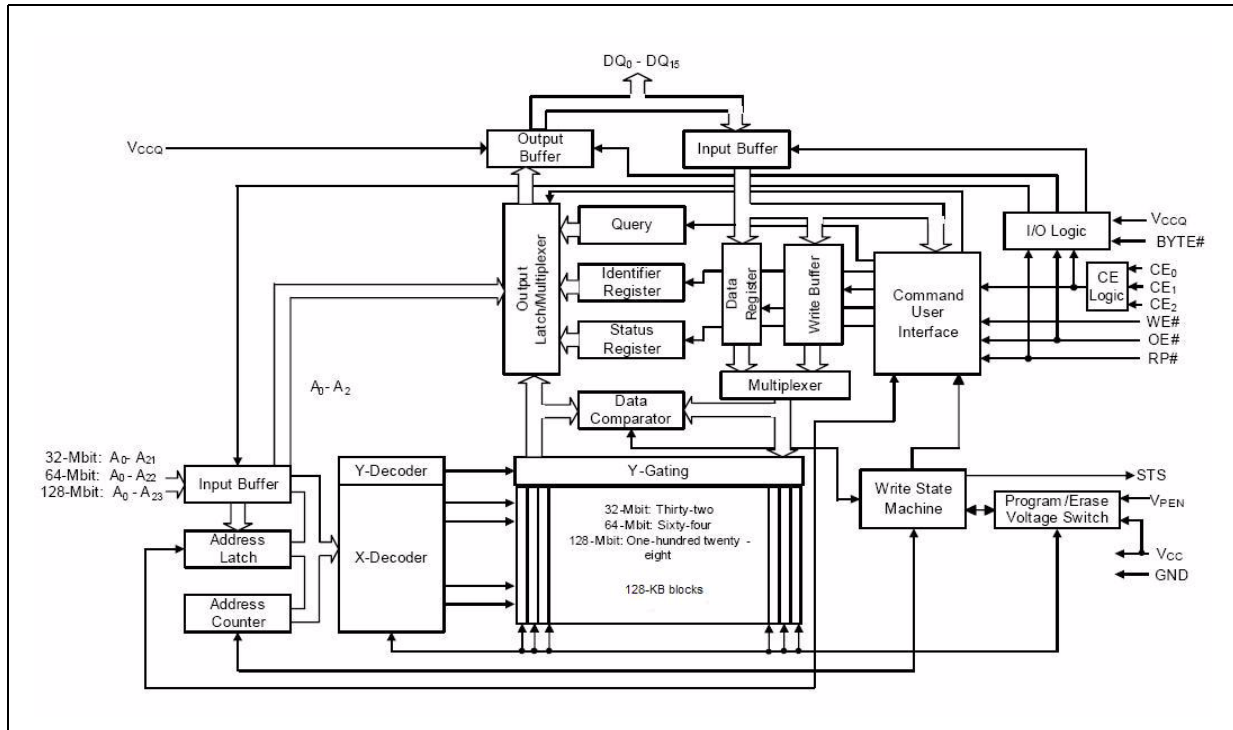 DQ0 - DQ15
VCCQ
Output
Buffer
Input Buffer
Output
Latch/Multiplexer
Query
Identifier
Register
Status
Register
Data
Register
Write Buffer
Command
User
Interface
I/O Logic
VCCQ
BYTE#
CE
Logic
CE0
CE1
CE2
WE#
OE#
RP#
Multiplexer
Data
Comparator
A0- A2
32-Mbit: A0- A21
64-Mbit: A0 - A22
128-Mbit: A0 - A23
Input Buffer
Address
Latch
Address
Counter
Y-Decoder
X-Decoder
Y-Gating
32-Mbit: Thirty-two
64-Mbit: Sixty-four
128-Mbit: One-hundred twenty -
eight
128-KB blocks
Write State
Machine
STS
Program /Erase
Voltage Switch
VPEN
VCC
GND